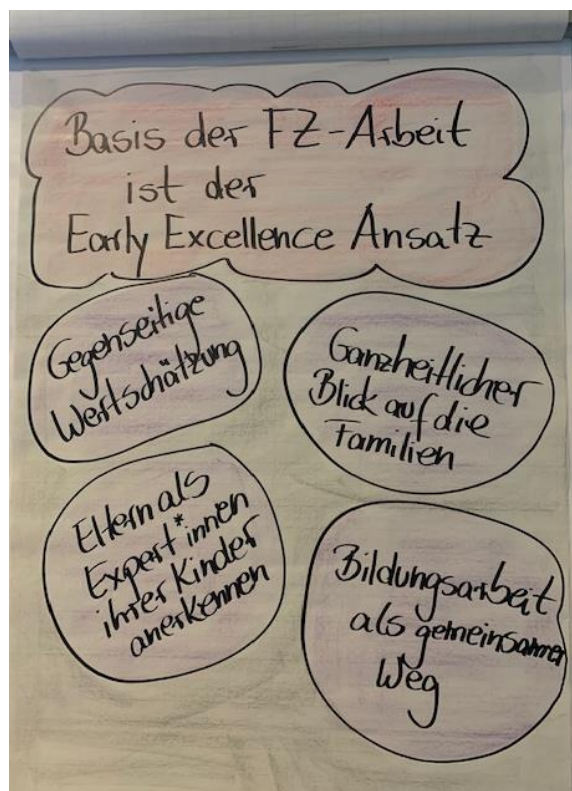 Basis der FZ-Arbeit
ist der
Early Excellence Ansatz
Gegenseitige
Wertschätzung
Ganzheitlicher
Blick auf die
Familien
Eltern als
Expert*innen
ihrer Kinder
anerkennen
Bildungsarbeit
als gemeinsamer
Weg